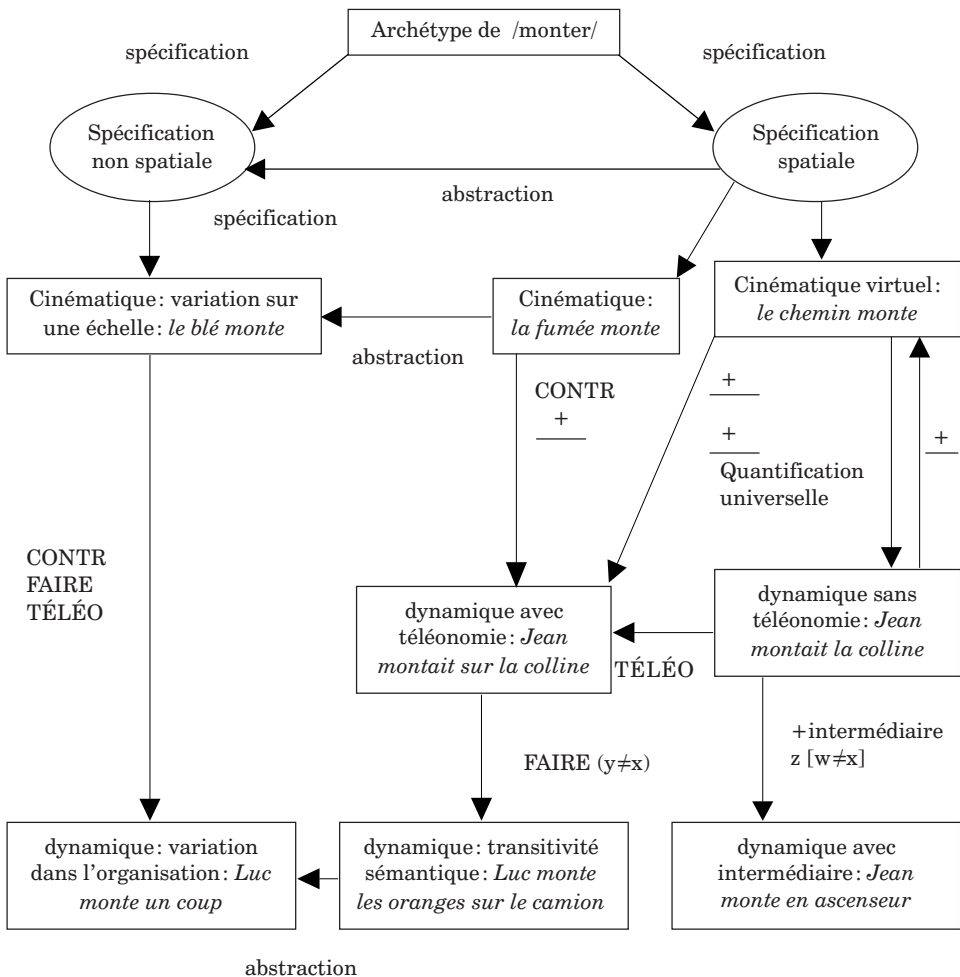 Archétype de /monter/
spécification
spécification
Spécification
non spatiale
Spécification
spatiale
abstraction
spécification
Cinématique : variation sur
une échelle : le blé monte
Cinématique :
la fumée monte
Cinématique virtuel :
le chemin monte
abstraction
CONTR
+
+
+
Quantification
universelle
+
CONTR
FAIRE
TÉLÉO
dynamique avec
téléonomie : Jean
montait sur la colline
dynamique sans
téléonomie : Jean
montait la colline
TÉLÉO
+intermédiaire
z [w≠x]
FAIRE (y≠x)
dynamique : variation
dans l'organisation : Luc
monte un coup
dynamique : transitivité
sémantique : Luc monte
les oranges sur le camion
dynamique avec
intermédiaire : Jean
monte en ascenseur
abstraction